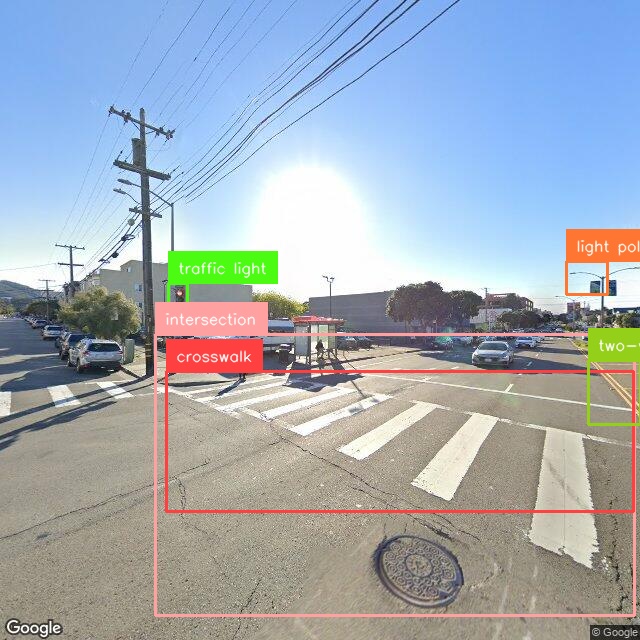 light pol
traffic light
intersection
two-
crosswalk
Google
© Google